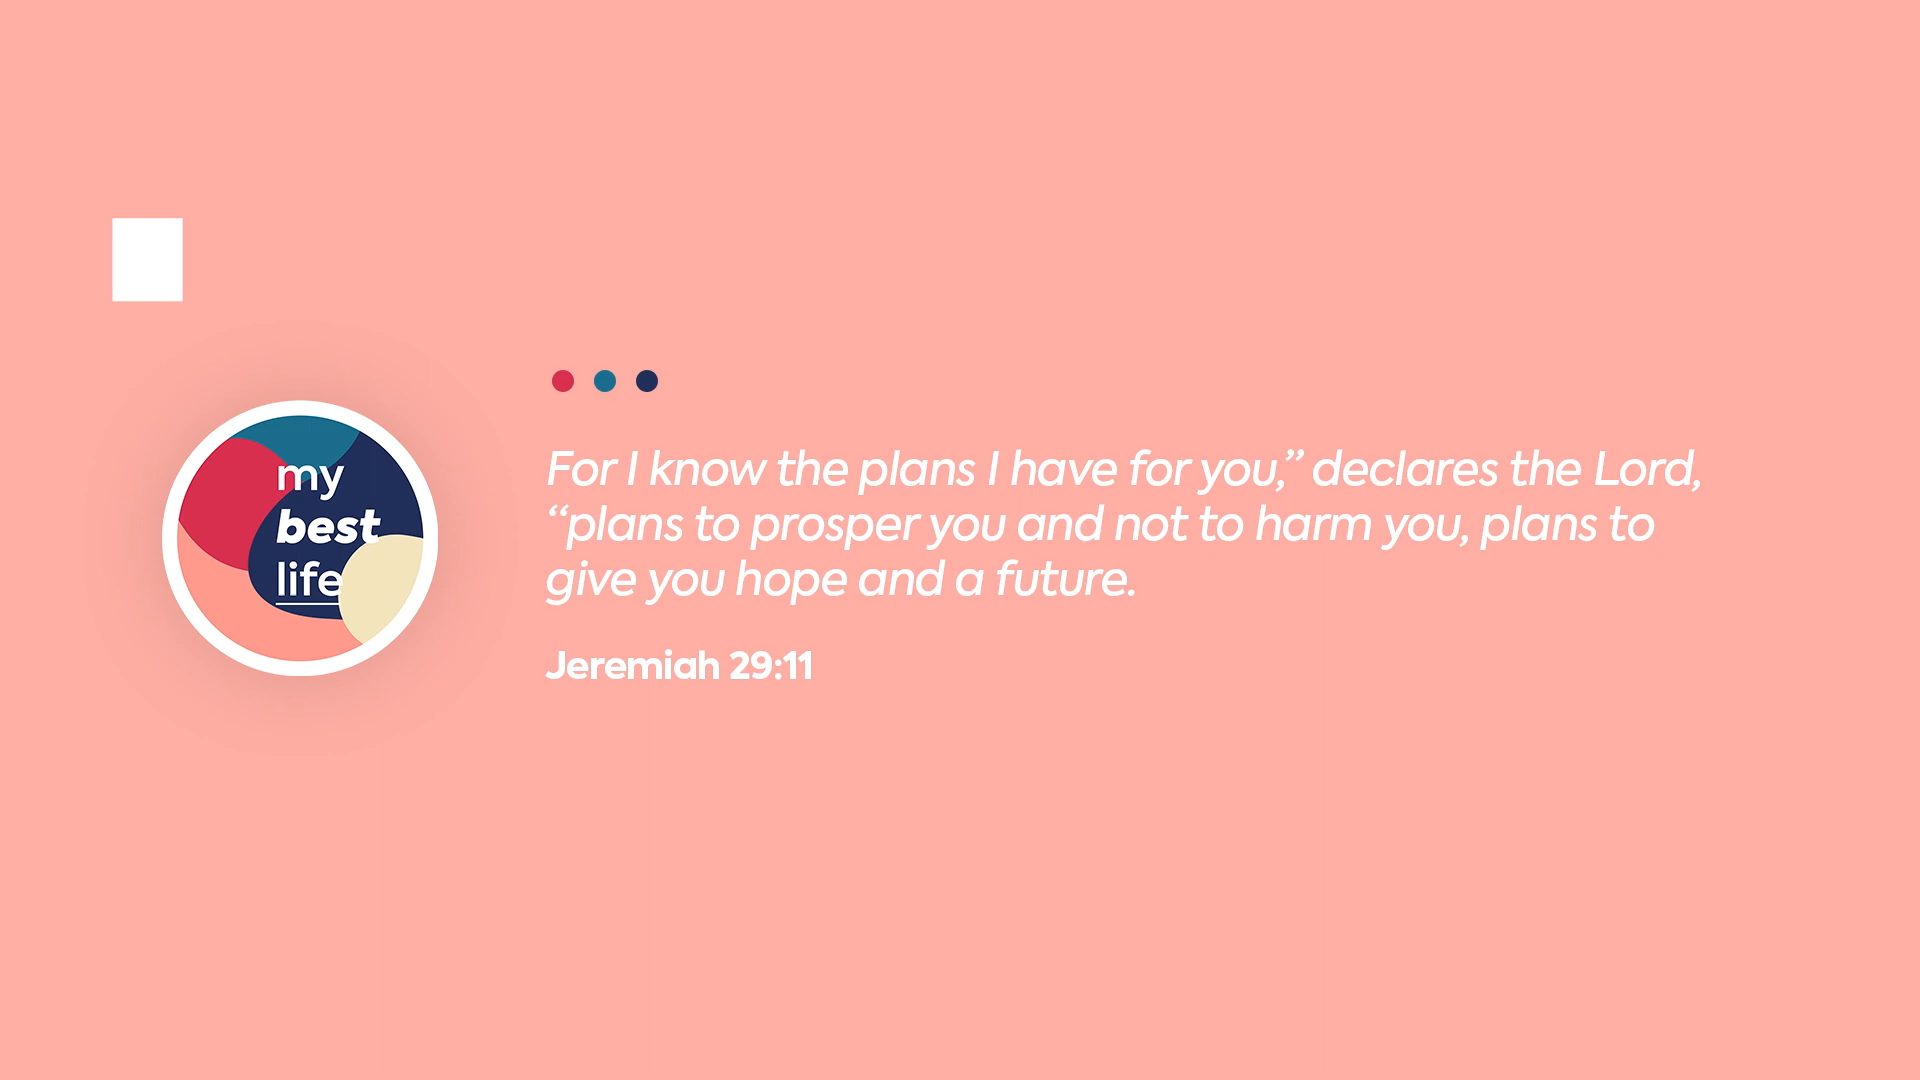 my
best
life
For I know the plans I have for you,” declares the Lord,
“plans to prosper you and not to harm you, plans to
give you hope and a future.
Jeremiah 29:11